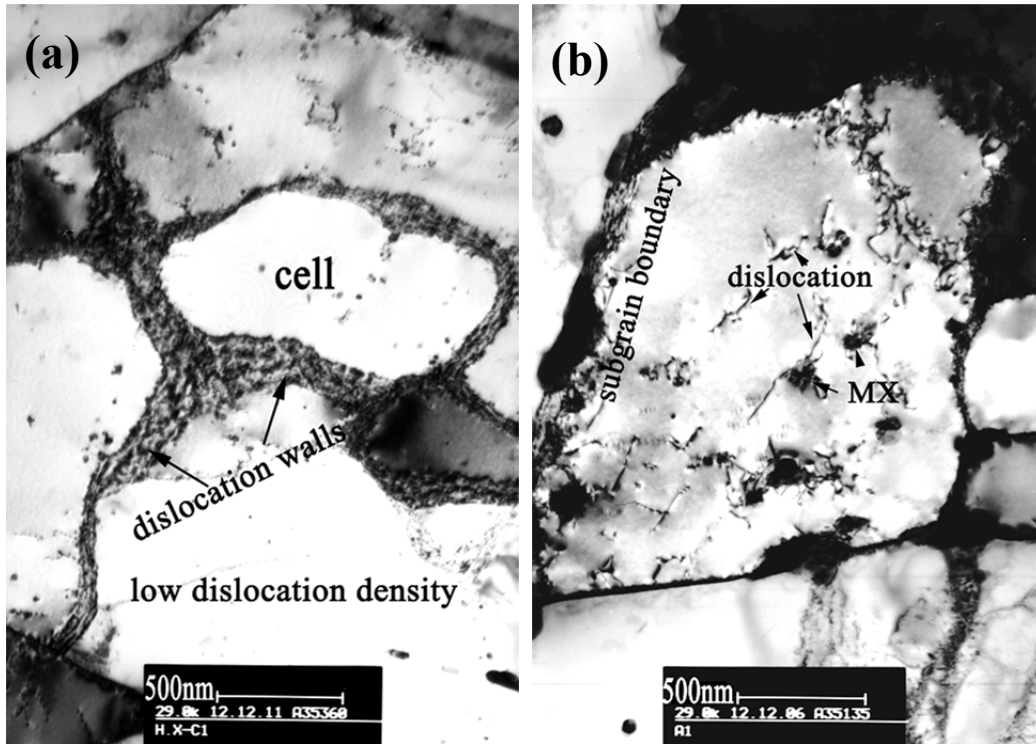 (a)
cell
dislocation walls
low dislocation density
500nm
29.0k 12.12.11 A35360
H.X-C1
(b)
subgrain boundary
dislocation
MX
500nm
29.0k 12.12.06 A35135
A1